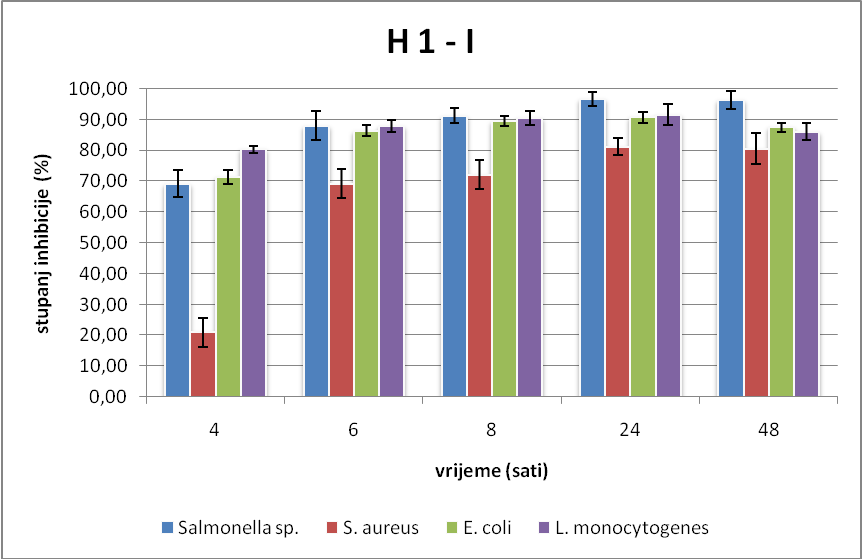 H 1 - I
stupanj inhibicije (%)
100,00
90,00
80,00
70,00
60,00
50,00
40,00
30,00
20,00
10,00
0,00
4 6 8 24 48
vrijeme (sati)
Salmonella sp. S. aureus E. coli L. monocytogenes